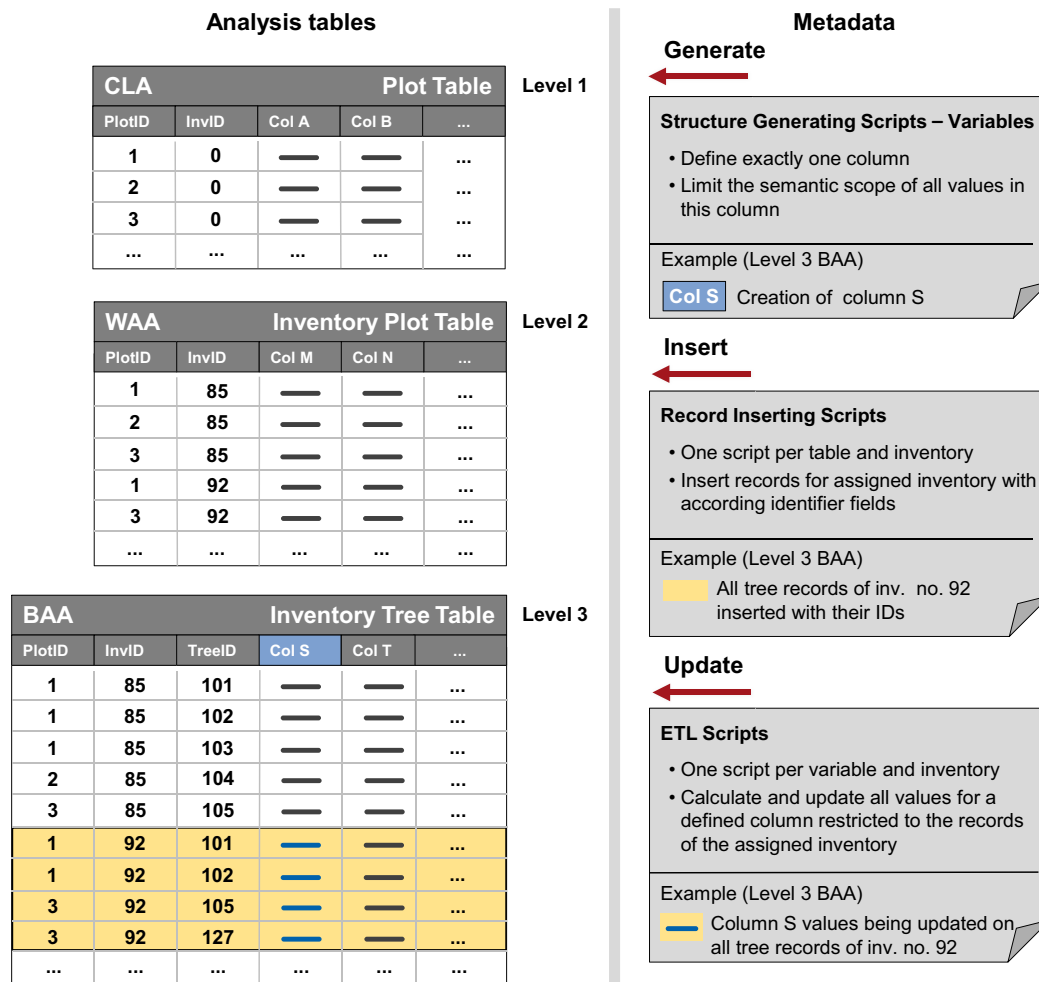 Analysis tables
CLA Plot Table Level 1
PlotID InvID Col A Col B ...
1 0 ...
2 0 ...
3 0 ...
... ... ... ... ...
WAA Inventory Plot Table Level 2
PlotID InvID Col M Col N ...
1 85 ...
2 85 ...
3 85 ...
1 92 ...
3 92 ...
... ... ... ... ...
BAA Inventory Tree Table Level 3
PlotID InvID TreeID Col S Col T ...
1 85 101 ...
1 85 102 ...
1 85 103 ...
2 85 104 ...
3 85 105 ...
1 92 101 ...
1 92 102 ...
3 92 105 ...
3 92 127 ...
... ... ... ... ... ...
Metadata
Generate
Structure Generating Scripts – Variables
• Define exactly one column
• Limit the semantic scope of all values in
this column
Example (Level 3 BAA)
Col S Creation of column S
Insert
Record Inserting Scripts
• One script per table and inventory
• Insert records for assigned inventory with
according identifier fields
Example (Level 3 BAA)
All tree records of inv. no. 92
inserted with their IDs
Update
ETL Scripts
• One script per variable and inventory
• Calculate and update all values for a
defined column restricted to the records
of the assigned inventory
Example (Level 3 BAA)
Column S values being updated on
all tree records of inv. no. 92